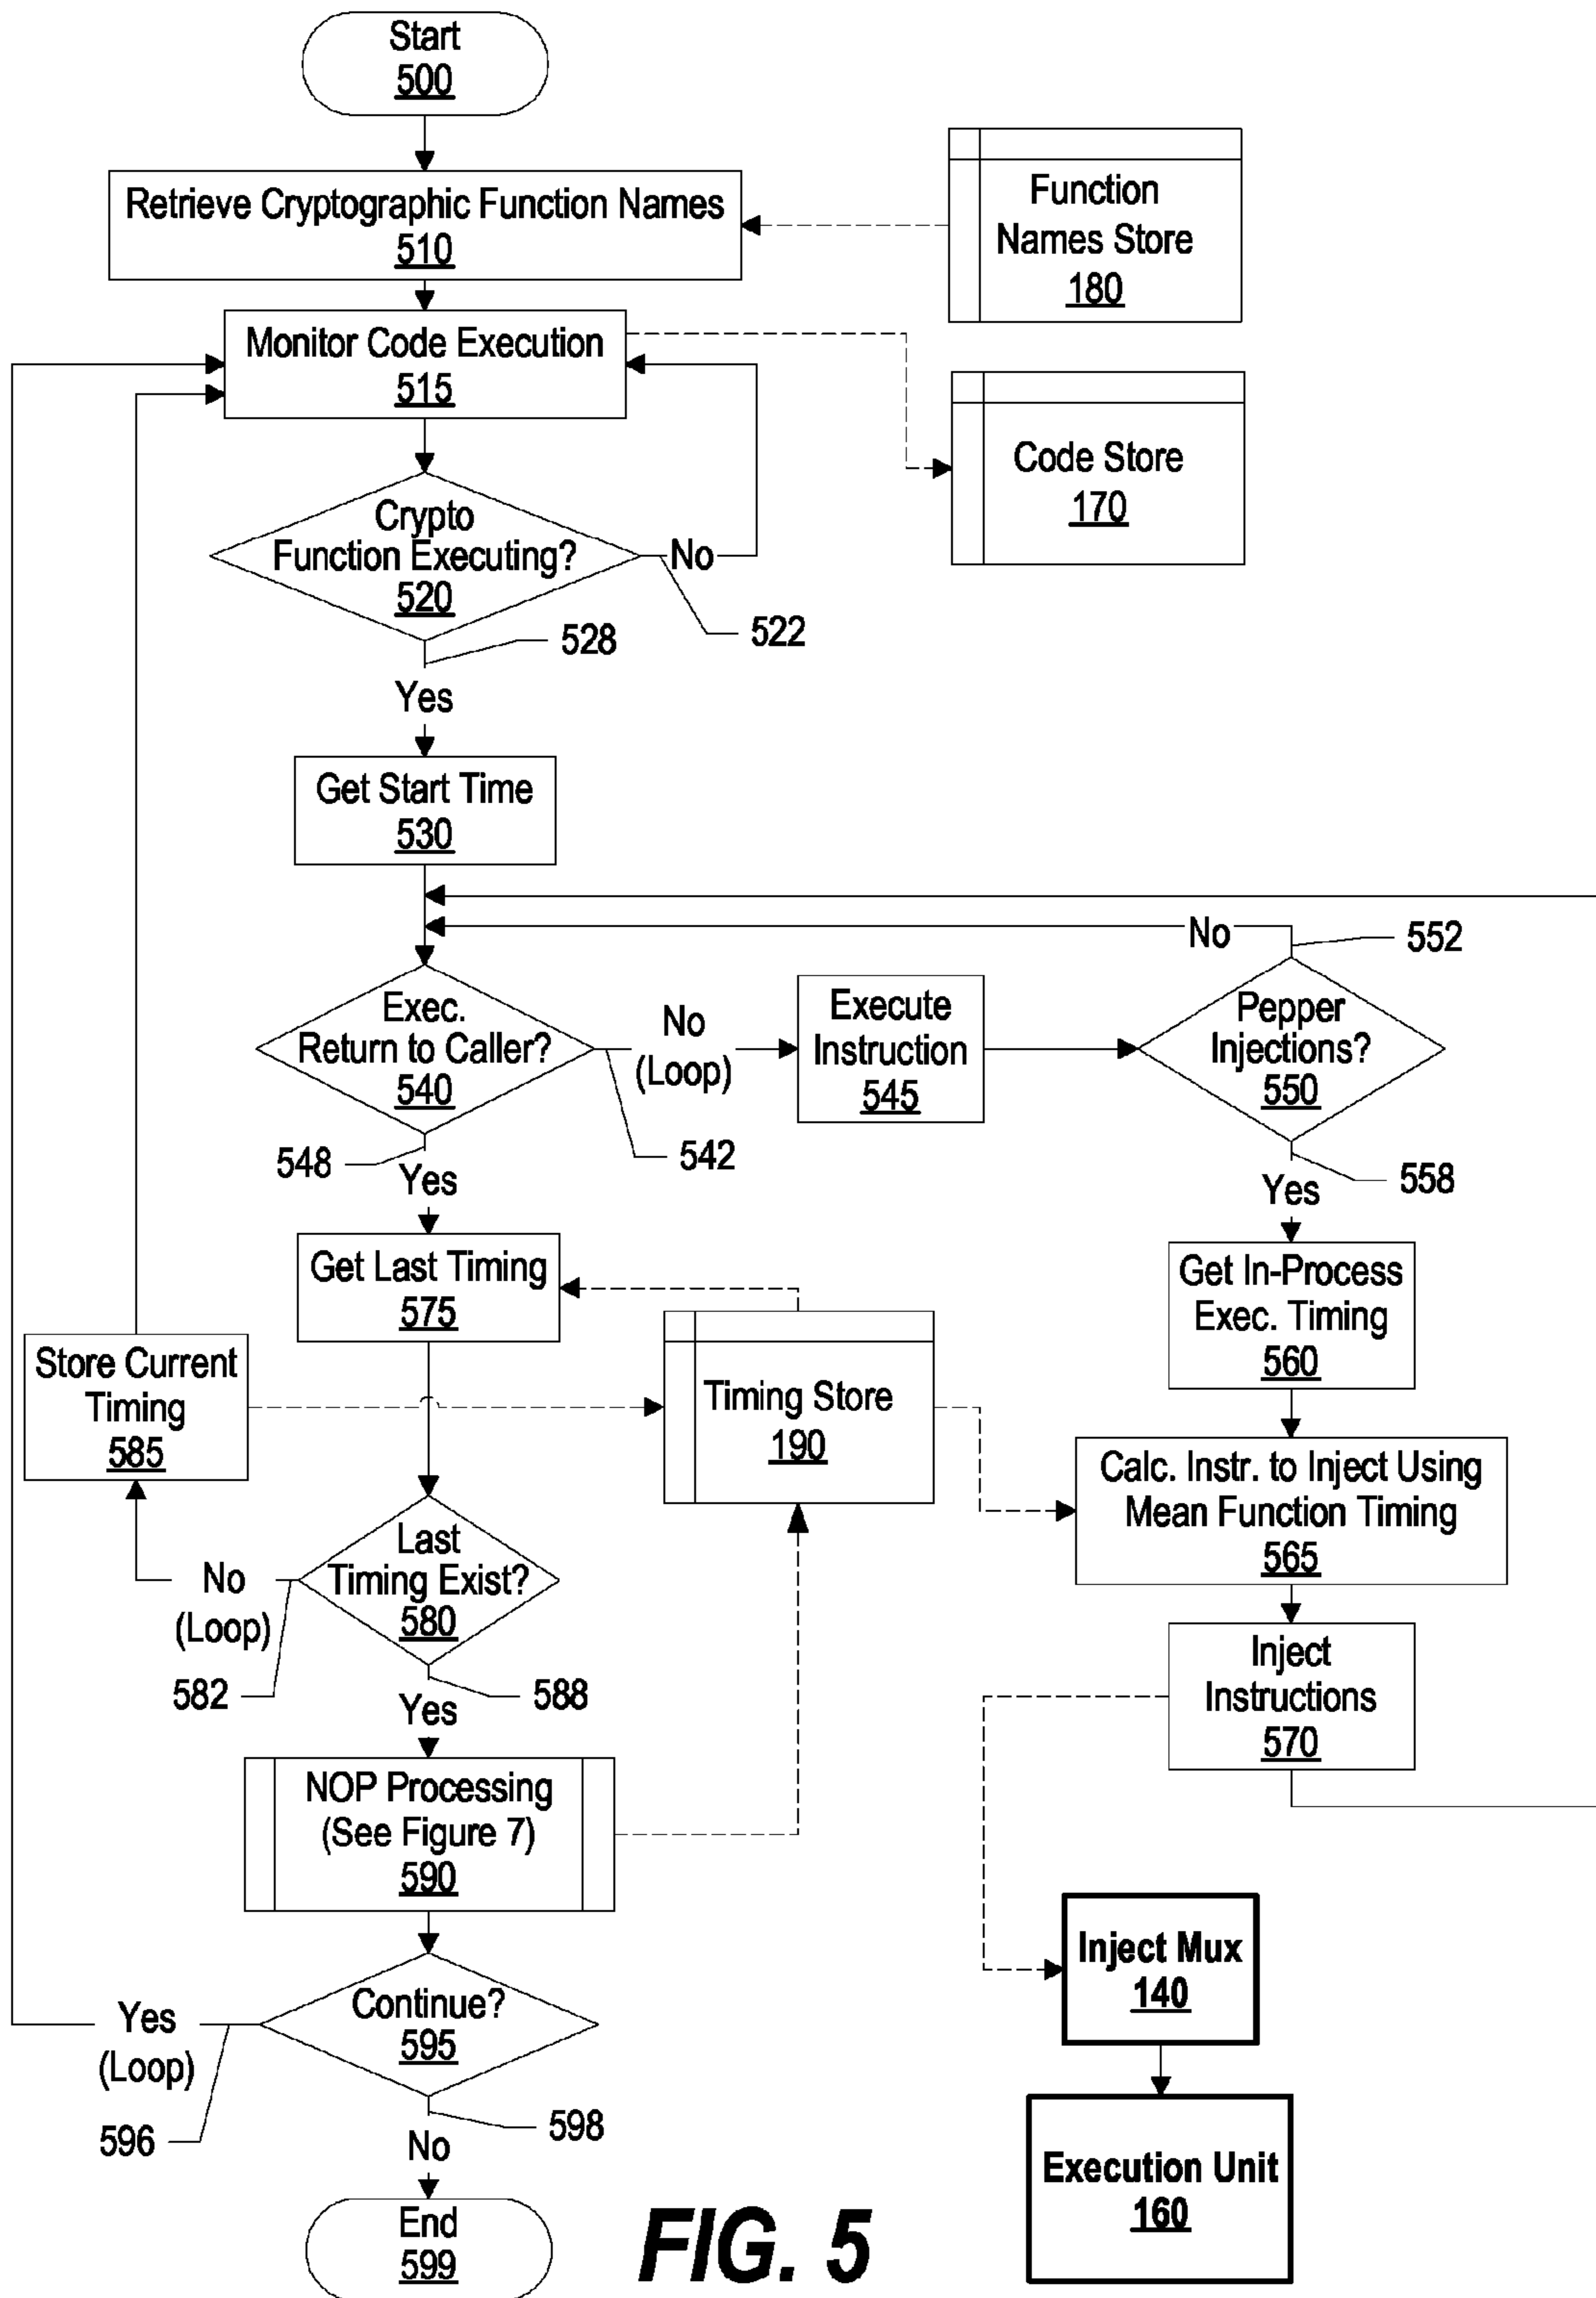 Start
500
Retrieve Cryptographic Function Names
510
Function
Names Store
180
Monitor Code Execution
515
Code Store
170
Crypto
Function Executing?
520
No
522
528
Yes
Get Start Time
530
No
552
Exec.
Return to Caller?
540
No
(Loop)
542
Execute
Instruction
545
Pepper
Injections?
550
548
Yes
558
Yes
Get Last Timing
575
Get In-Process
Exec. Timing
560
Store Current
Timing
585
Timing Store
190
Calc. Instr. to Inject Using
Mean Function Timing
565
Last
Timing Exist?
580
No
(Loop)
582
588
Yes
Inject
Instructions
570
NOP Processing
(See Figure 7)
590
Inject Mux
140
Continue?
595
Yes
(Loop)
596
598
No
Execution Unit
160
End
599
FIG. 5